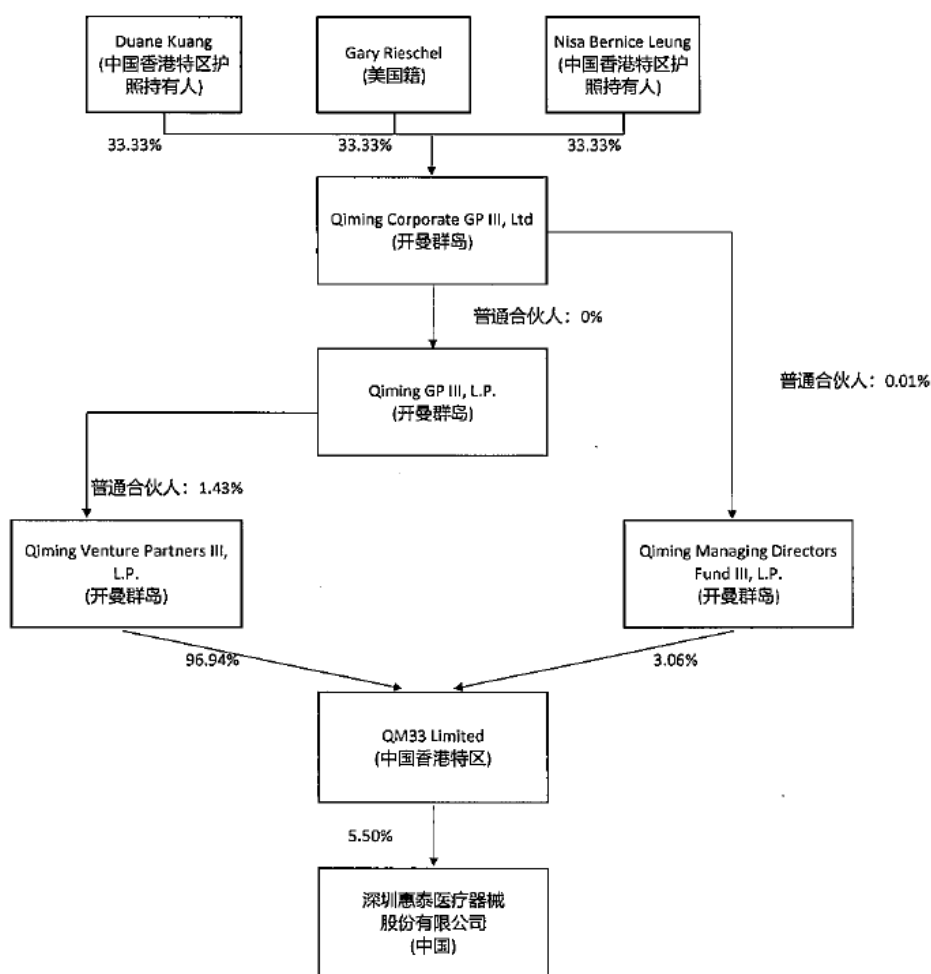 Duane Kuang
(中国香港特区护
照持有人)
Gary Rieschel
(美国籍)
Nisa Bernice Leung
(中国香港特区护
照持有人)
33.33%
33.33%
33.33%
Qiming Corporate GP III, Ltd
(开曼群岛)
普通合伙人：0%
普通合伙人：0.01%
Qiming GP III, L.P.
(开曼群岛)
普通合伙人：1.43%
Qiming Venture Partners III,
L.P.
(开曼群岛)
Qiming Managing Directors
Fund III, L.P.
(开曼群岛)
96.94%
3.06%
QM33 Limited
(中国香港特区)
5.50%
深圳惠泰医疗器械
股份有限公司
(中国)